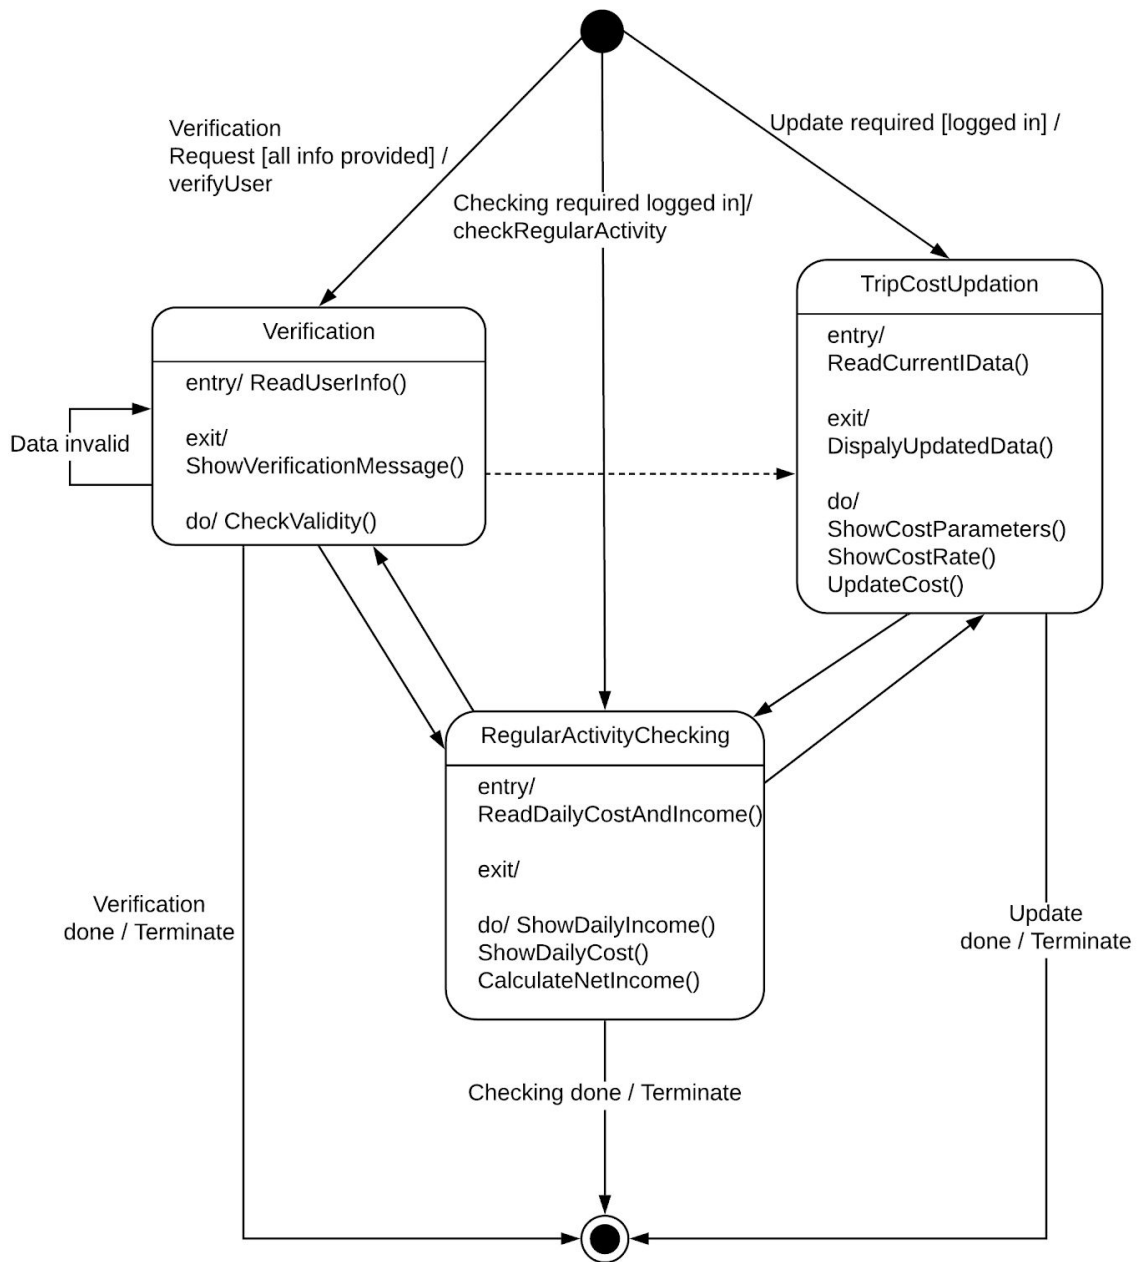 Verification
Request [all info provided] /
verifyUser
Update required [logged in] /
Checking required logged in]/
checkRegularActivity
Verification
entry/ ReadUserInfo()
exit/
ShowVerificationMessage()
do/ CheckValidity()
Data invalid
TripCostUpdation
entry/
ReadCurrentIData()
exit/
DispalyUpdatedData()
do/
ShowCostParameters()
ShowCostRate()
UpdateCost()
RegularActivityChecking
entry/
ReadDailyCostAndIncome()
exit/
do/ ShowDailyIncome()
ShowDailyCost()
CalculateNetIncome()
Verification
done / Terminate
Update
done / Terminate
Checking done / Terminate